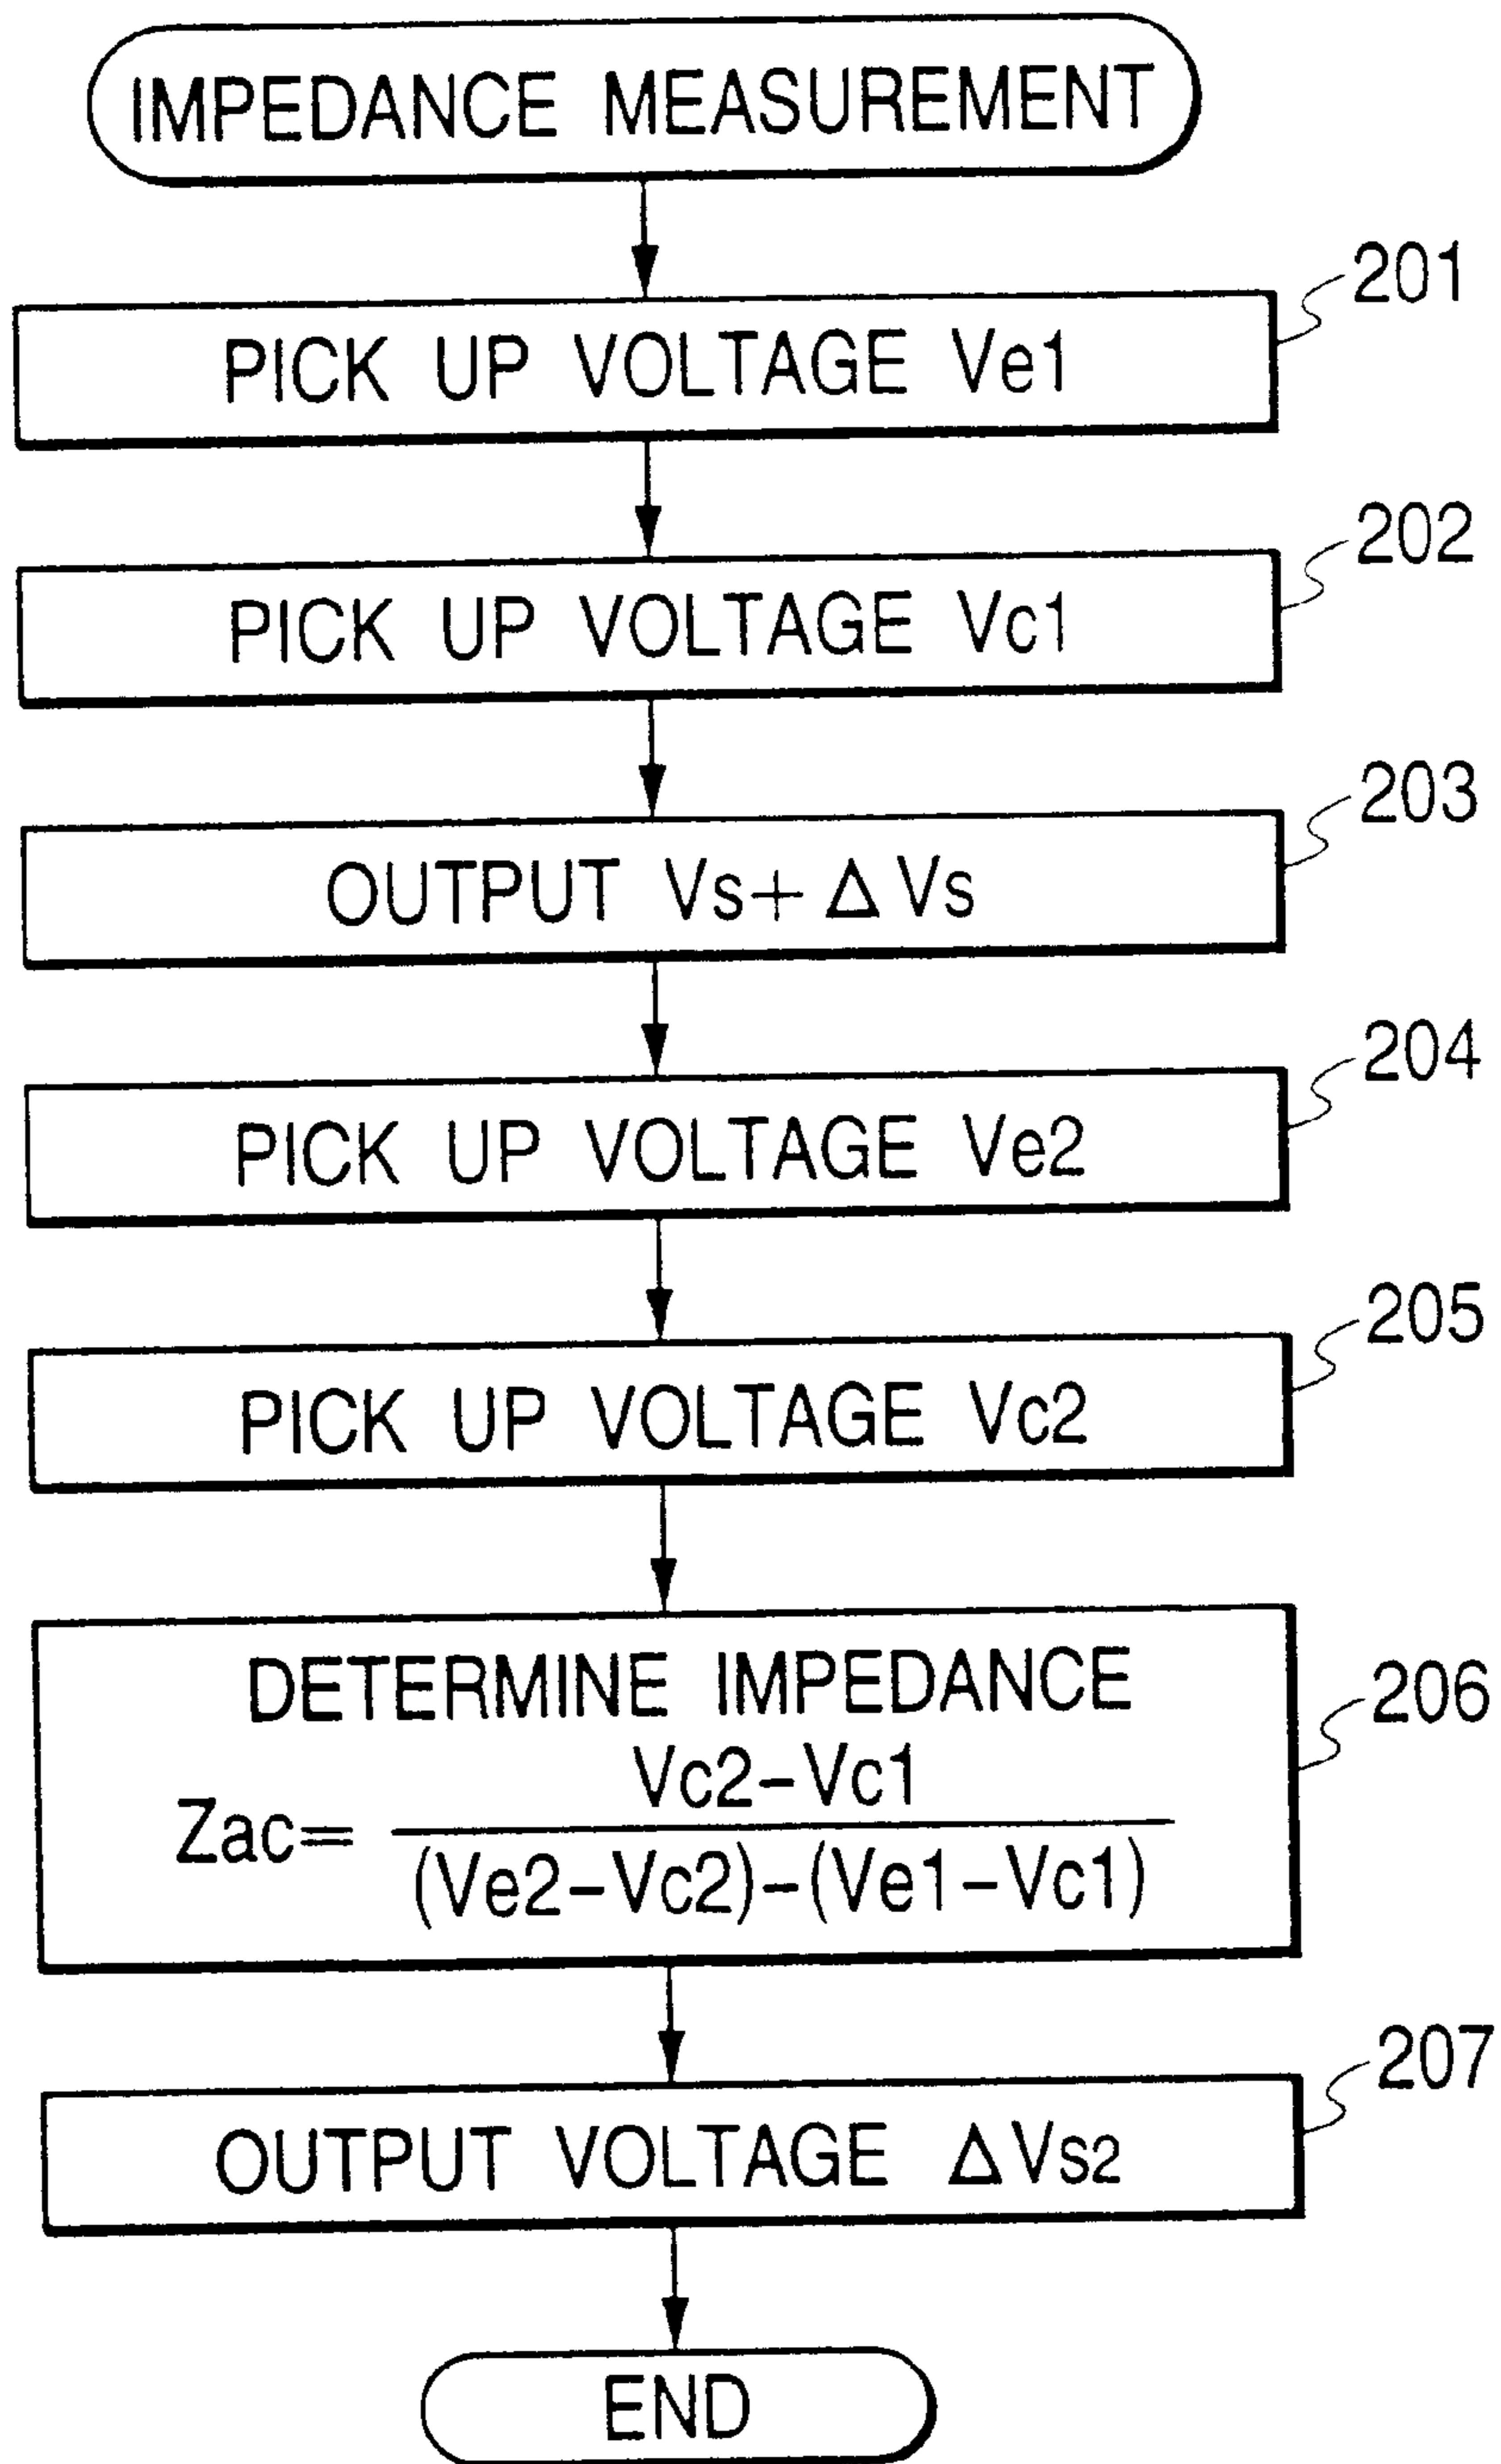 IMPEDANCE MEASUREMENT
201
PICK UP VOLTAGE Ve1
202
PICK UP VOLTAGE Vc1
203
OUTPUT Vs+ΔVs
204
PICK UP VOLTAGE Ve2
205
PICK UP VOLTAGE Vc2
206
DETERMINE IMPEDANCE
Vc2-Vc1
Zac=
(Ve2-Vc2)-(Ve1-Vc1)
207
OUTPUT VOLTAGE ΔVs2
END